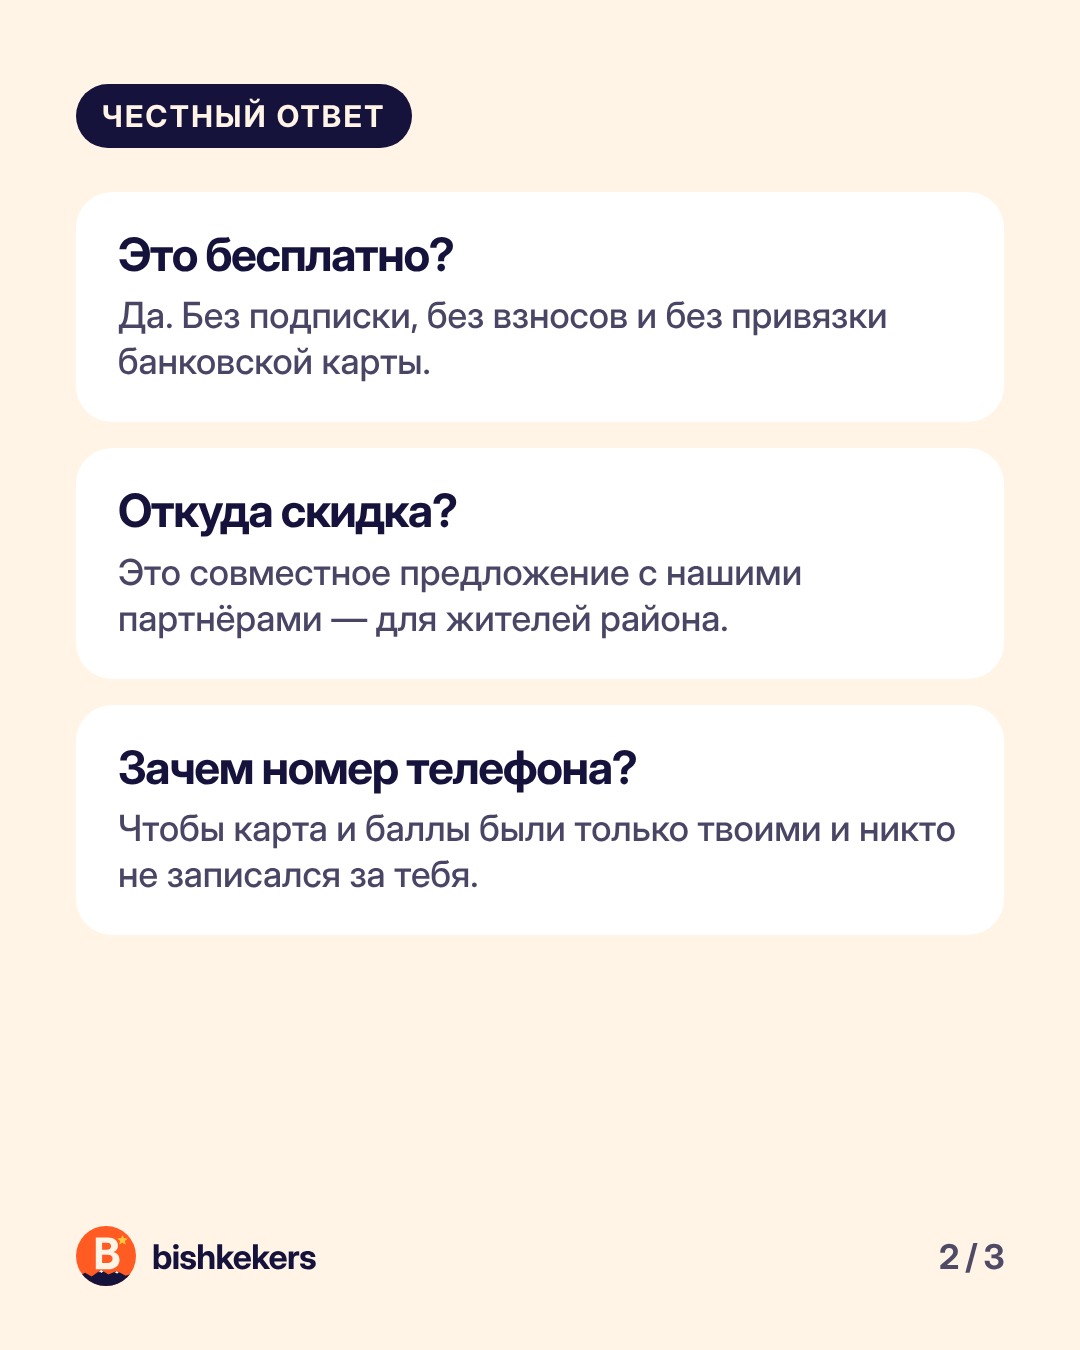 ЧЕСТНЫЙ ОТВЕТ
Это бесплатно?
Да. Без подписки, без взносов и без привязки
банковской карты.
Откуда скидка?
Это совместное предложение с нашими
партнёрами — для жителей района.
Зачем номер телефона?
Чтобы карта и баллы были только твоими и никто
не записался за тебя.
B bishkekers
2 / 3